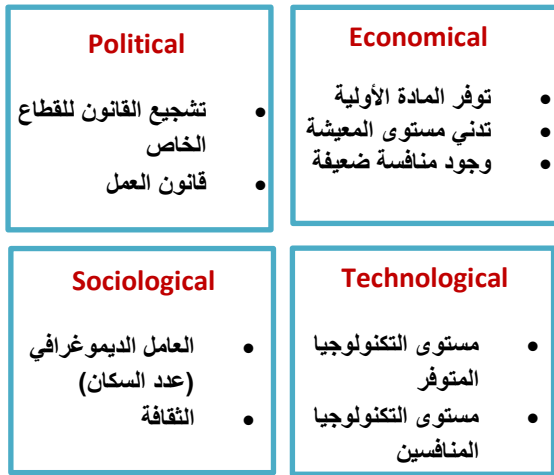 Political
• تشجيع القانون للقطاع
الخاص
• قانون العمل
Economical
• توفر المادة الأولية
• تدني مستوى المعيشة
• وجود منافسة ضعيفة
Sociological
• العامل الديموغرافي
(عدد السكان)
• الثقافة
Technological
• مستوى التكنولوجيا
المتوفر
• مستوى التكنولوجيا
المنافسين